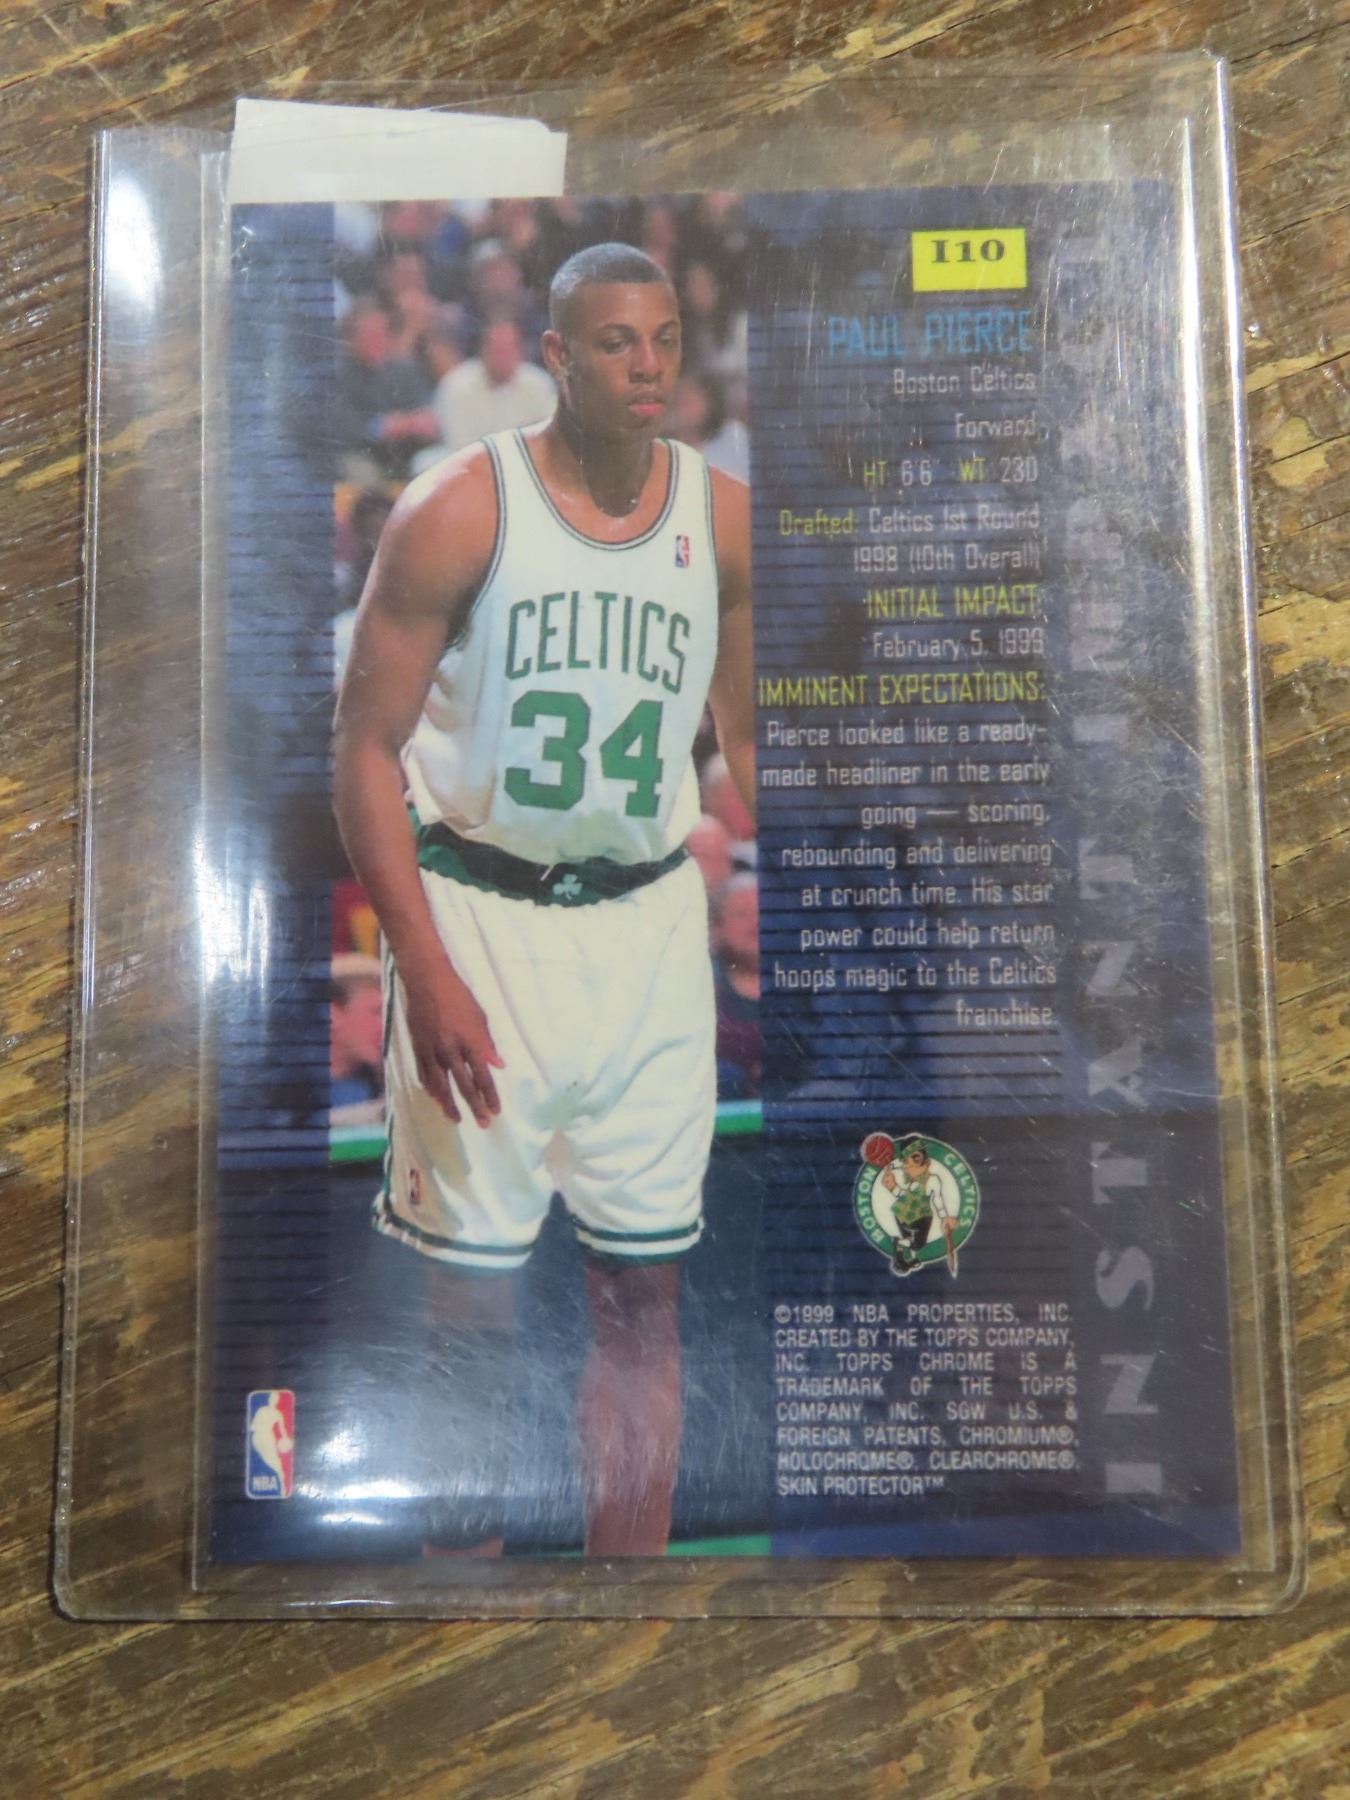 I10
PAUL PIERCE
Boston Celtics
Forward
HT 6'6" WT 230
Drafted: Celtics 1st Round
1998 (10th Overall)
INITIAL IMPACT:
February 5, 1999
IMMINENT EXPECTATIONS:
Pierce looked like a ready-
made headliner in the early
going — scoring,
rebounding and delivering
at crunch time. His star
power could help return
hoops magic to the Celtics
franchise.
INSTANT IMPACT
CELTICS
34
BOSTON CELTICS
©1999 NBA PROPERTIES, INC.
CREATED BY THE TOPPS COMPANY,
INC. TOPPS CHROME IS A
TRADEMARK OF THE TOPPS
COMPANY, INC. SGW U.S. &
FOREIGN PATENTS, CHROMIUM®,
HOLOCHROME®, CLEARCHROME®,
SKIN PROTECTOR™
NBA